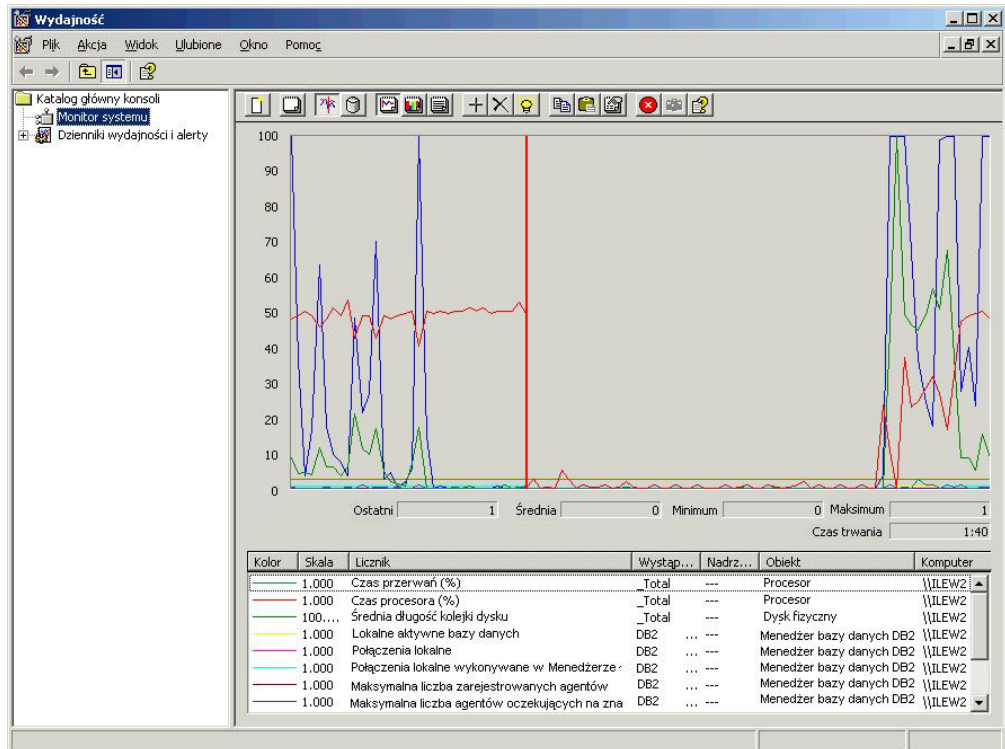 Wydajność
Plik Akcja Widok Ulubione Okno Pomoc
Katalog główny konsoli
Monitor systemu
Dzienniki wydajności i alerty
100
90
80
70
60
50
40
30
20
10
0
Ostatni 1 Średnia 0 Minimum 0 Maksimum 1
Czas trwania 1:40
Kolor Skala Licznik Wystąp... Nadrz... Obiekt Komputer
1.000 Czas przerwań (%) _Total --- Procesor \\ILEW2
1.000 Czas procesora (%) _Total --- Procesor \\ILEW2
100.... Średnia długość kolejki dysku _Total --- Dysk fizyczny \\ILEW2
1.000 Lokalne aktywne bazy danych DB2 ... --- Menedżer bazy danych DB2 \\ILEW2
1.000 Połączenia lokalne DB2 ... --- Menedżer bazy danych DB2 \\ILEW2
1.000 Połączenia lokalne wykonywane w Menedżerze DB2 ... --- Menedżer bazy danych DB2 \\ILEW2
1.000 Maksymalna liczba zarejestrowanych agentów DB2 ... --- Menedżer bazy danych DB2 \\ILEW2
1.000 Maksymalna liczba agentów oczekujących na zna DB2 ... --- Menedżer bazy danych DB2 \\ILEW2